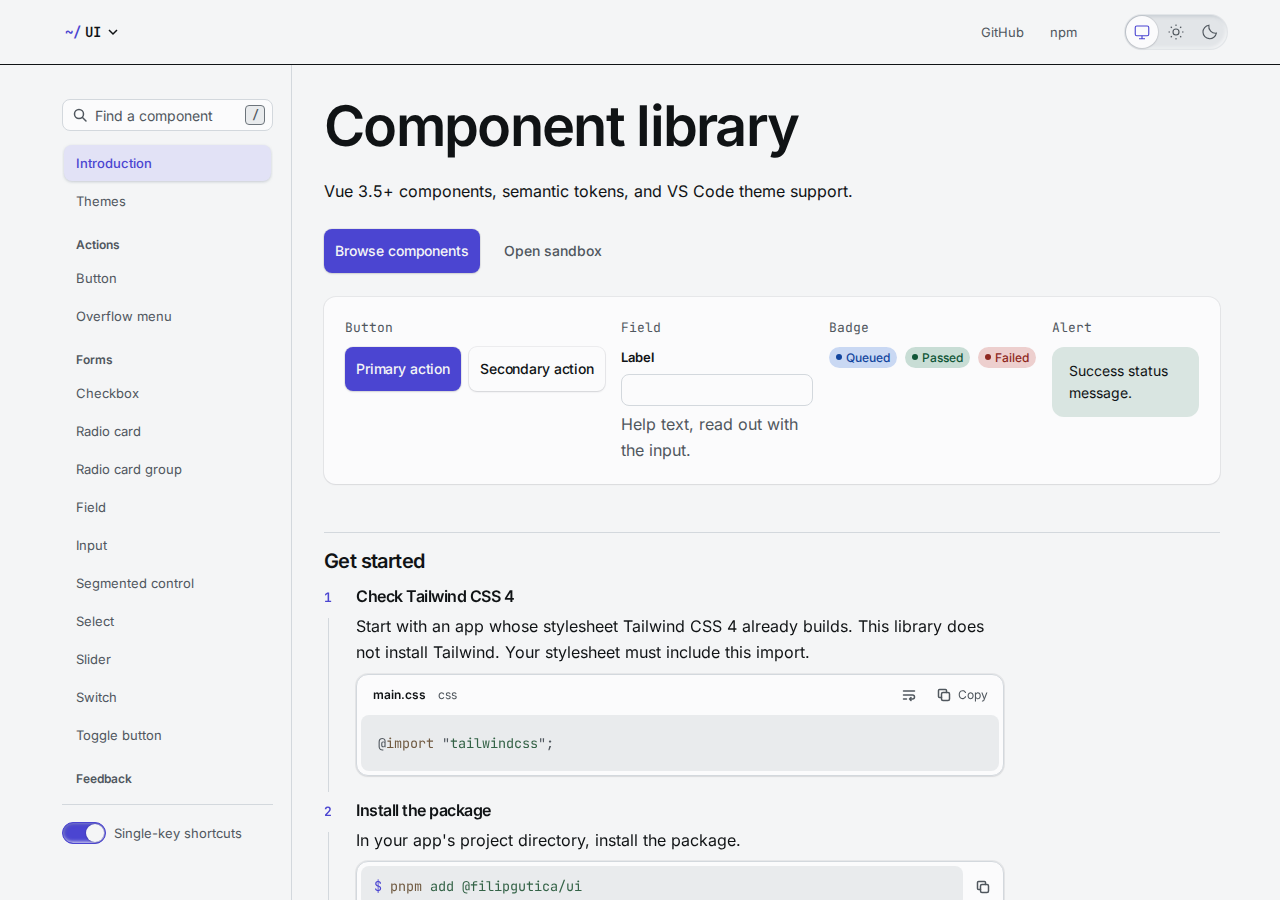 ~/ UI
GitHub
npm
Find a component
/
Introduction
Themes
Actions
Button
Overflow menu
Forms
Checkbox
Radio card
Radio card group
Field
Input
Segmented control
Select
Slider
Switch
Toggle button
Feedback
Single-key shortcuts
Component library
Vue 3.5+ components, semantic tokens, and VS Code theme support.
Browse components
Open sandbox
Button
Primary action
Secondary action
Field
Label
Help text, read out with
the input.
Badge
Queued
Passed
Failed
Alert
Success status
message.
Get started
1
Check Tailwind CSS 4
Start with an app whose stylesheet Tailwind CSS 4 already builds. This library does
not install Tailwind. Your stylesheet must include this import.
main.css
css
Copy
@import "tailwindcss";
2
Install the package
In your app's project directory, install the package.
$ pnpm add @filipgutica/ui